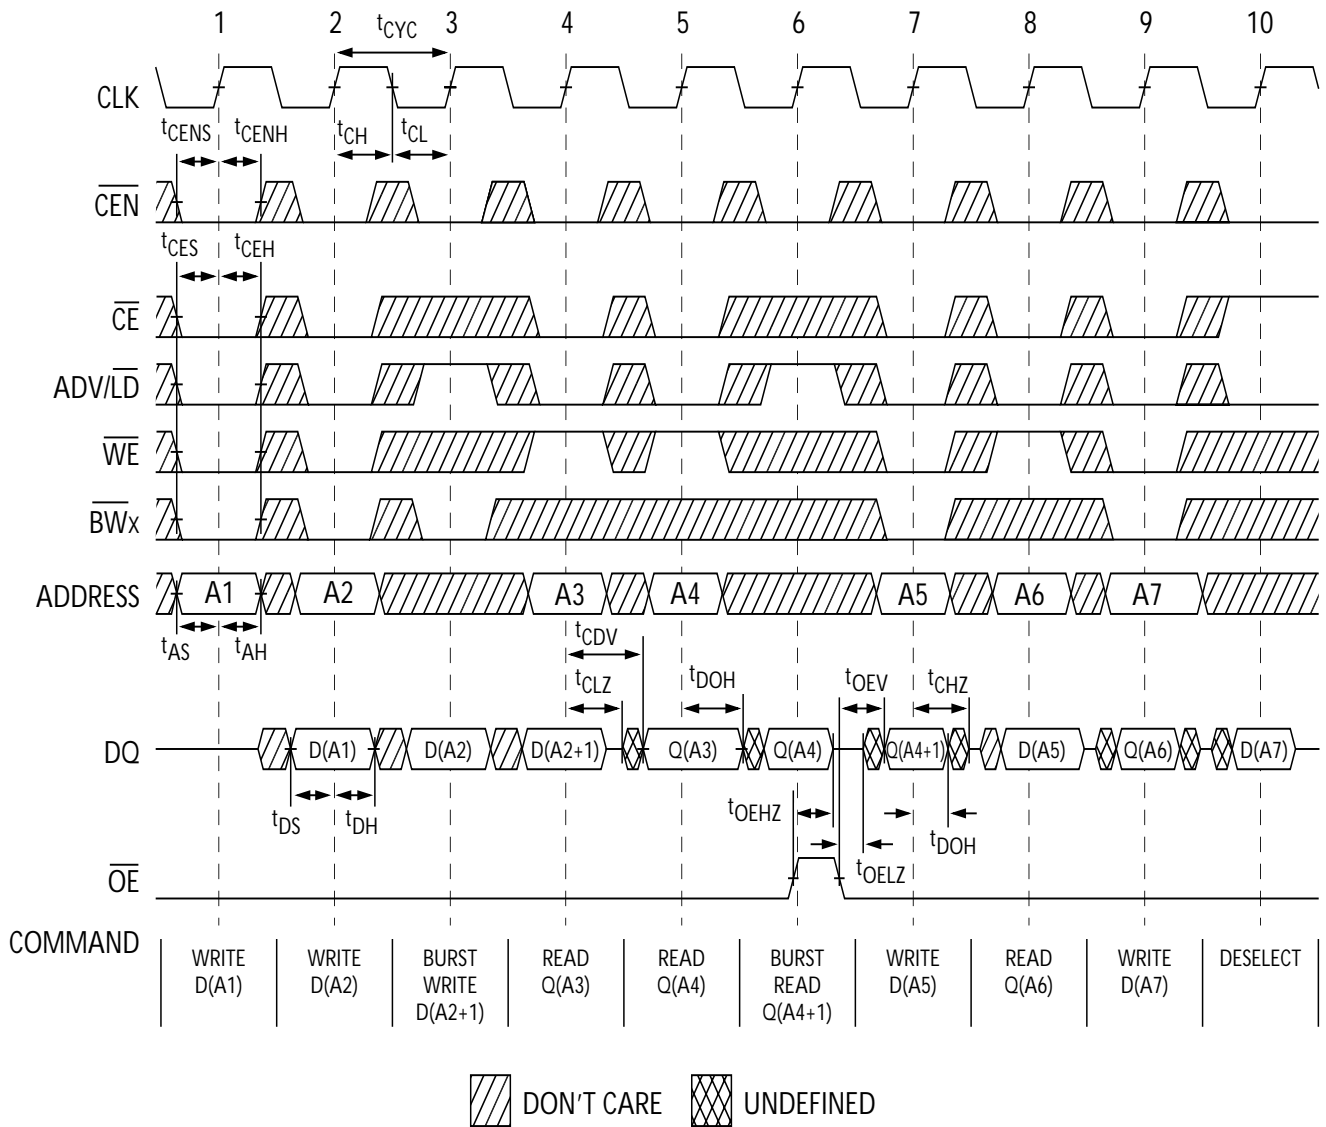 1 2 3 4 5 6 7 8 9 10
tCYC
CLK
tCENS tCENH tCH tCL
CEN
tCES tCEH
CE
ADV/LD
WE
BWx
ADDRESS A1 A2 A3 A4 A5 A6 A7
tAS tAH tCDV
tCLZ tDOH tOEV tCHZ
DQ D(A1) D(A2) D(A2+1) Q(A3) Q(A4) Q(A4+1) D(A5) Q(A6) D(A7)
tDS tDH tOEHZ tDOH
tOELZ
OE
COMMAND
WRITE WRITE BURST READ READ BURST WRITE READ WRITE DESELECT
D(A1) D(A2) WRITE Q(A3) Q(A4) READ D(A5) Q(A6) D(A7)
D(A2+1) Q(A4+1)
DON'T CARE UNDEFINED